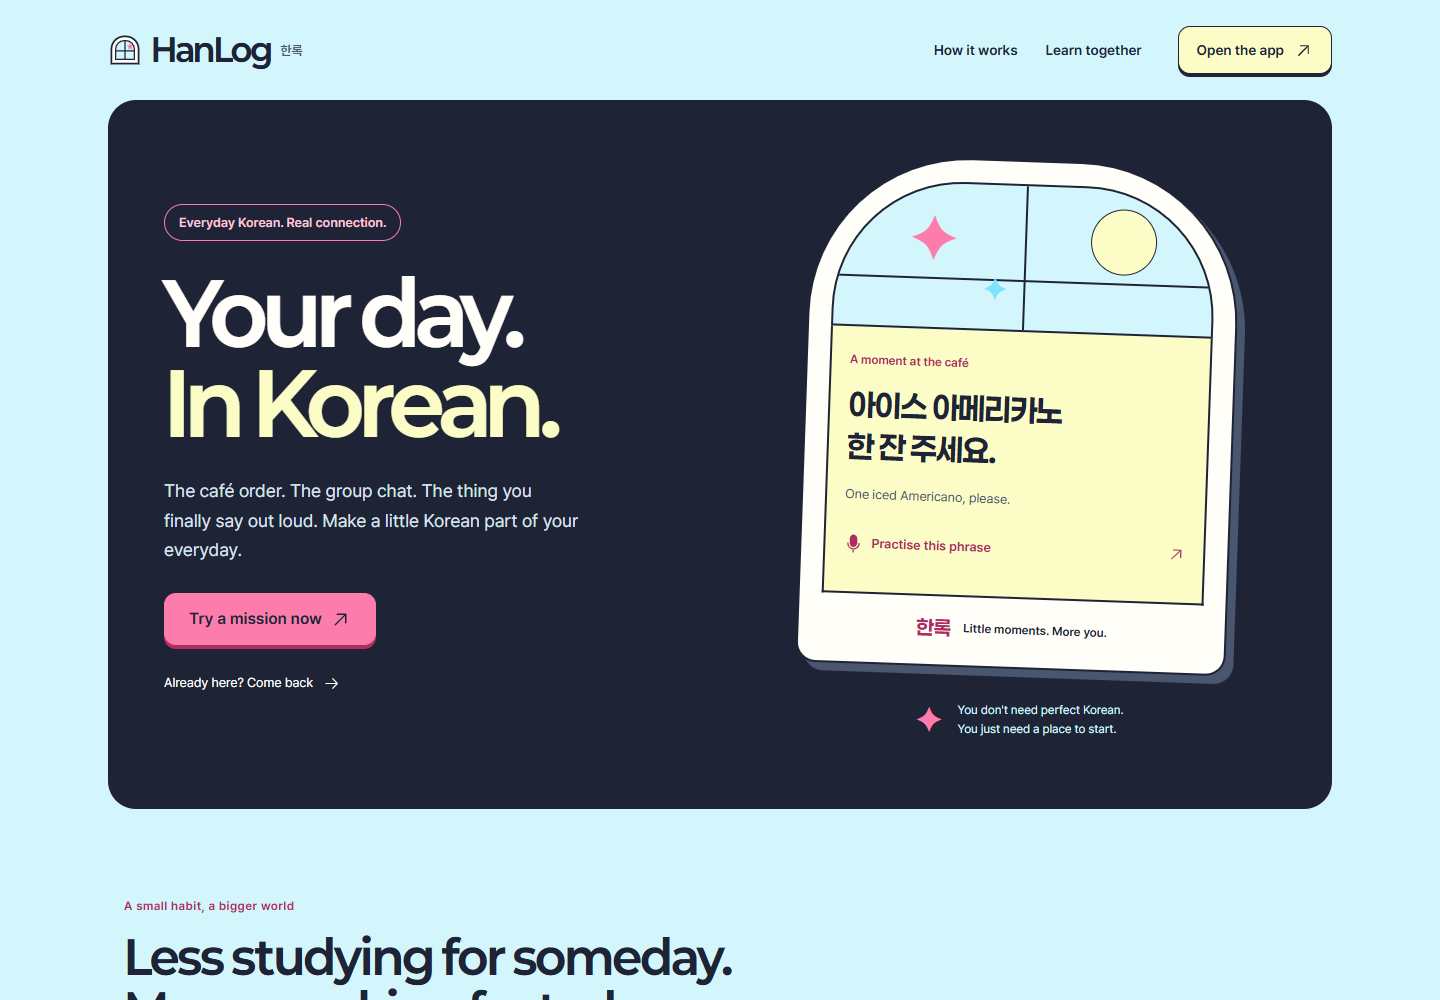 HanLog 한록
How it works
Learn together
Open the app
Everyday Korean. Real connection.
Your day.
In Korean.
The café order. The group chat. The thing you
finally say out loud. Make a little Korean part of your
everyday.
Try a mission now
Already here? Come back
A moment at the café
아이스 아메리카노
한 잔 주세요.
One iced Americano, please.
Practise this phrase
한록 Little moments. More you.
You don't need perfect Korean.
You just need a place to start.
A small habit, a bigger world
Less studying for someday.